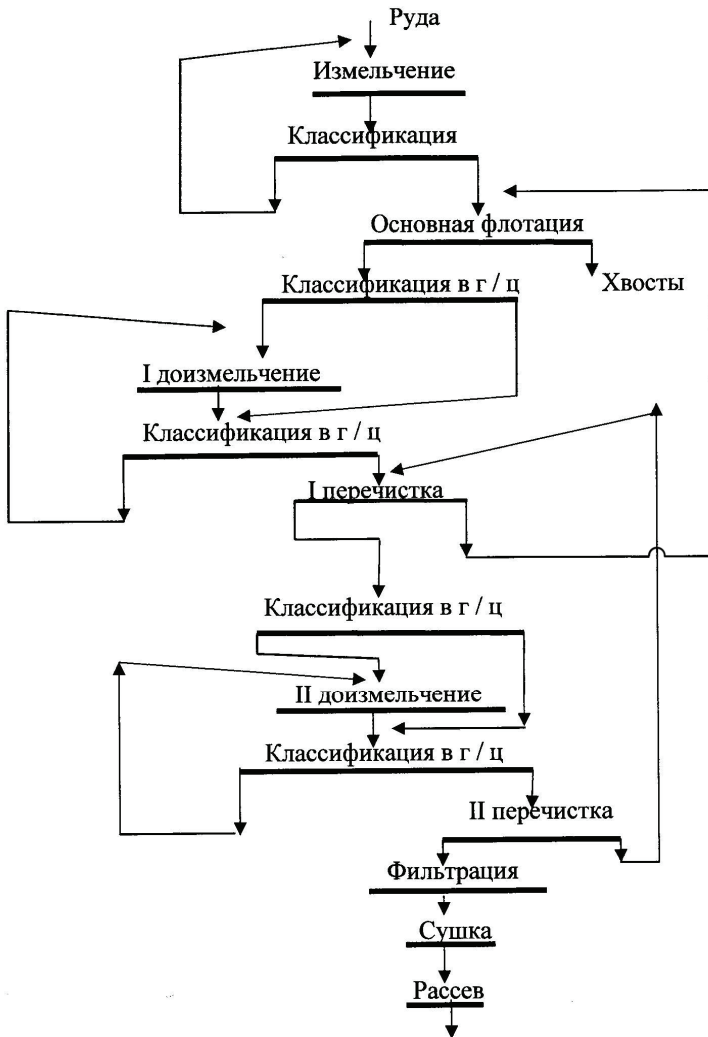 Руда
Измельчение
Классификация
Основная флотация
Хвосты
Классификация в г / ц
I доизмельчение
Классификация в г / ц
I перечистка
Классификация в г / ц
II доизмельчение
Классификация в г / ц
II перечистка
Фильтрация
Сушка
Рассев